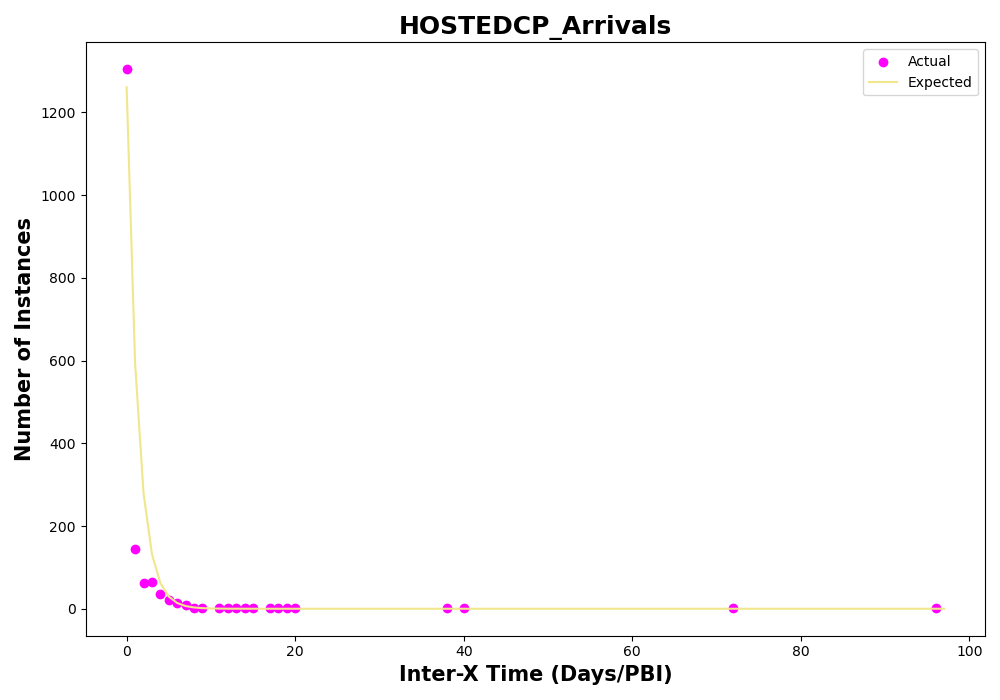 HOSTEDCP_Arrivals
Actual
Expected
Number of Instances
1200
1000
800
600
400
200
0
0 20 40 60 80 100
Inter-X Time (Days/PBI)